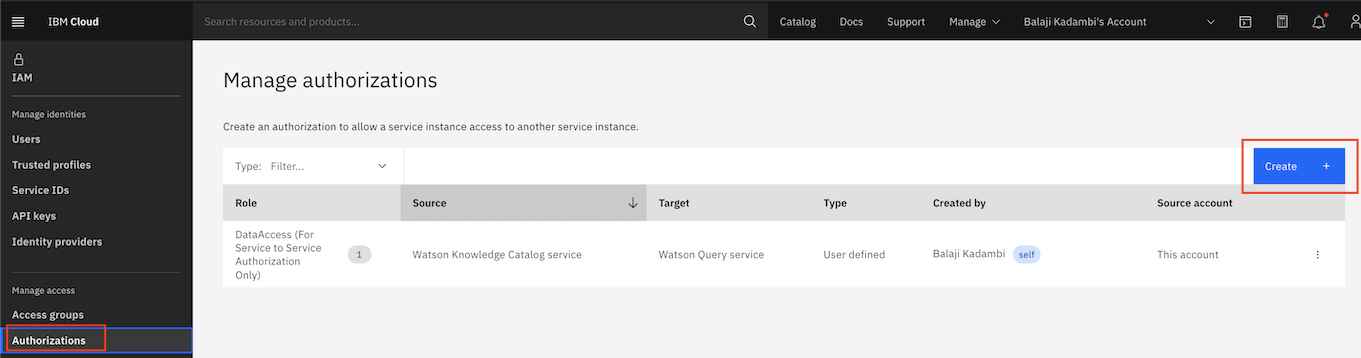 IBM Cloud
Search resources and products...
Catalog
Docs
Support
Manage
Balaji Kadambi's Account
IAM
Manage identities
Users
Trusted profiles
Service IDs
API keys
Identity providers
Manage access
Access groups
Authorizations
Manage authorizations
Create an authorization to allow a service instance access to another service instance.
Type: Filter...
Create +
Role
Source
Target
Type
Created by
Source account
DataAccess (For
Service to Service
Authorization
Only)
1
Watson Knowledge Catalog service
Watson Query service
User defined
Balaji Kadambi
self
This account